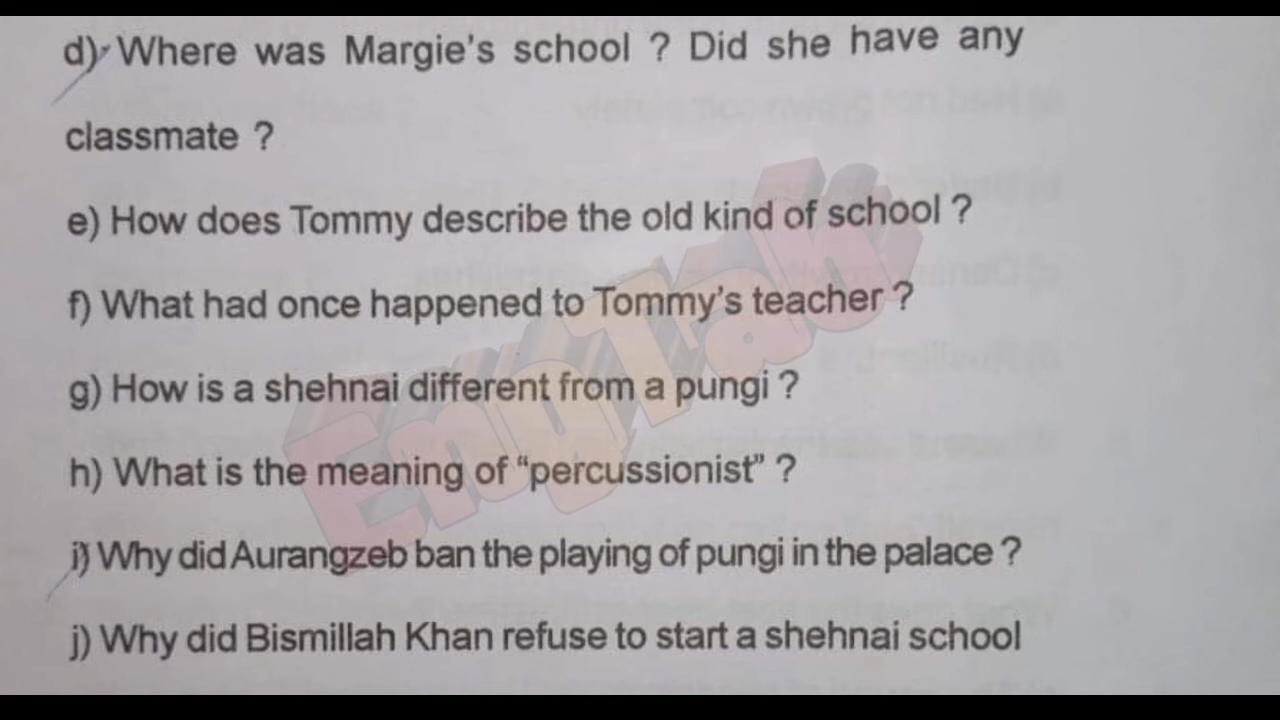 d) Where was Margie's school ? Did she have any
classmate ?
e) How does Tommy describe the old kind of school ?
f) What had once happened to Tommy's teacher ?
g) How is a shehnai different from a pungi ?
h) What is the meaning of “percussionist” ?
i) Why did Aurangzeb ban the playing of pungi in the palace ?
j) Why did Bismillah Khan refuse to start a shehnai school
EngTalk